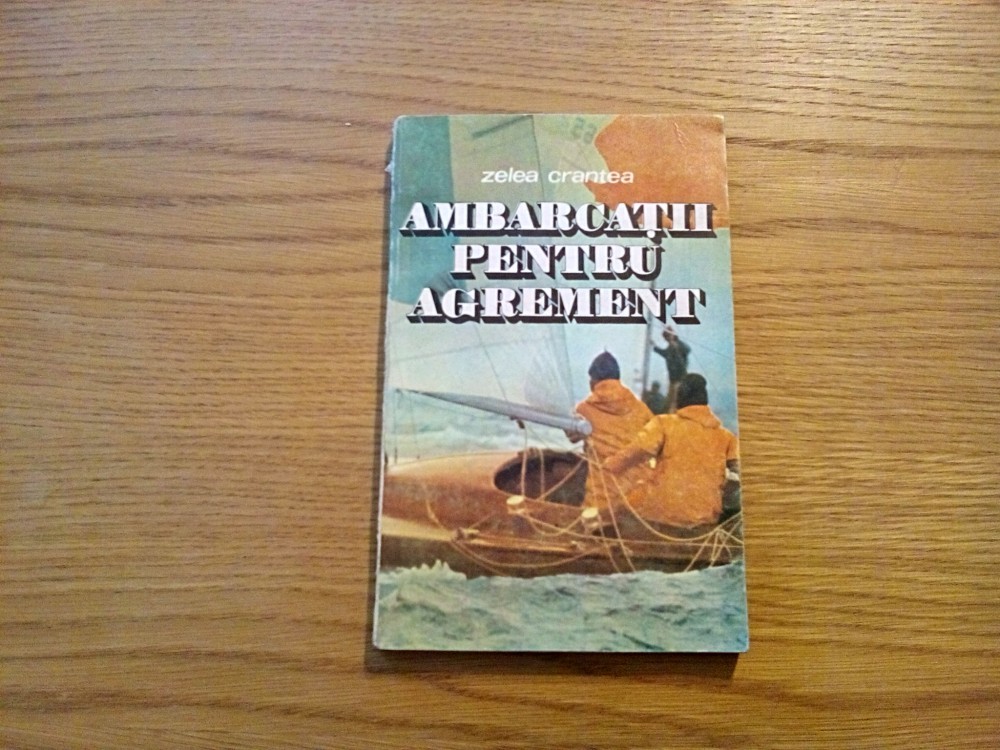 zelea crantea
AMBARCAȚII
PENTRU
AGREMENT